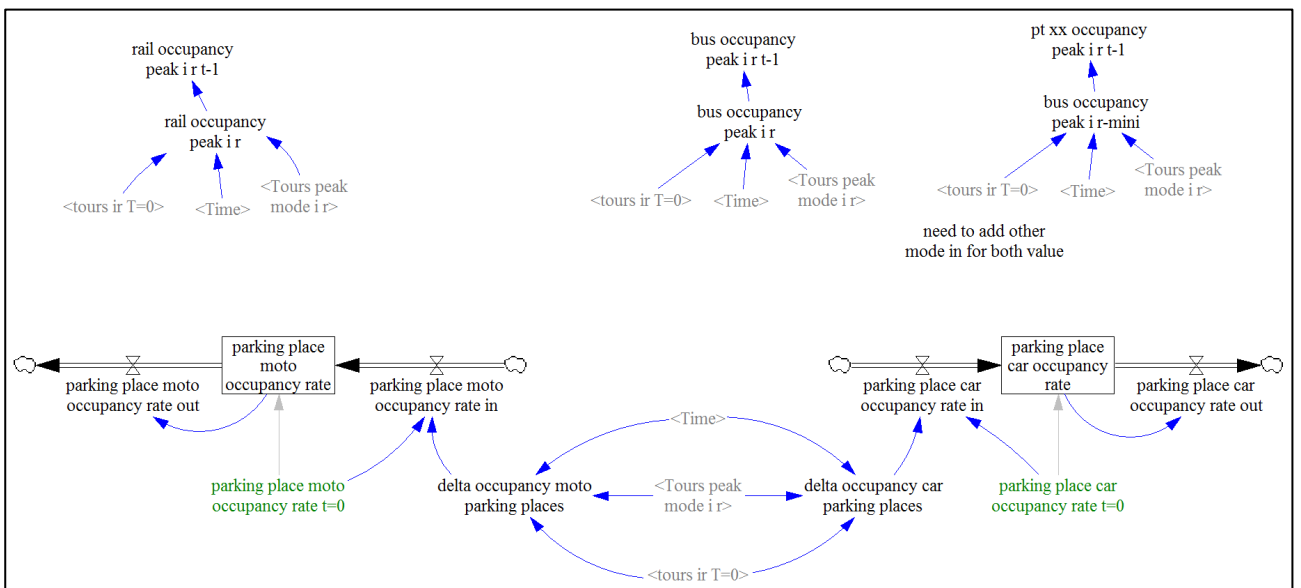 rail occupancy
peak i r t-1
bus occupancy
peak i r t-1
pt xx occupancy
peak i r t-1
rail occupancy
peak i r
bus occupancy
peak i r
bus occupancy
peak i r-mini
<tours ir T=0>
<Time>
<Tours peak
mode i r>
<tours ir T=0>
<Time>
<Tours peak
mode i r>
<tours ir T=0>
<Time>
<Tours peak
mode i r>
need to add other
mode in for both value
parking place moto
occupancy rate out
parking place
moto
occupancy rate
parking place moto
occupancy rate in
parking place car
occupancy rate in
parking place
car occupancy
rate
parking place car
occupancy rate out
<Time>
parking place moto
occupancy rate t=0
delta occupancy moto
parking places
<Tours peak
mode i r>
delta occupancy car
parking places
parking place car
occupancy rate t=0
<tours ir T=0>